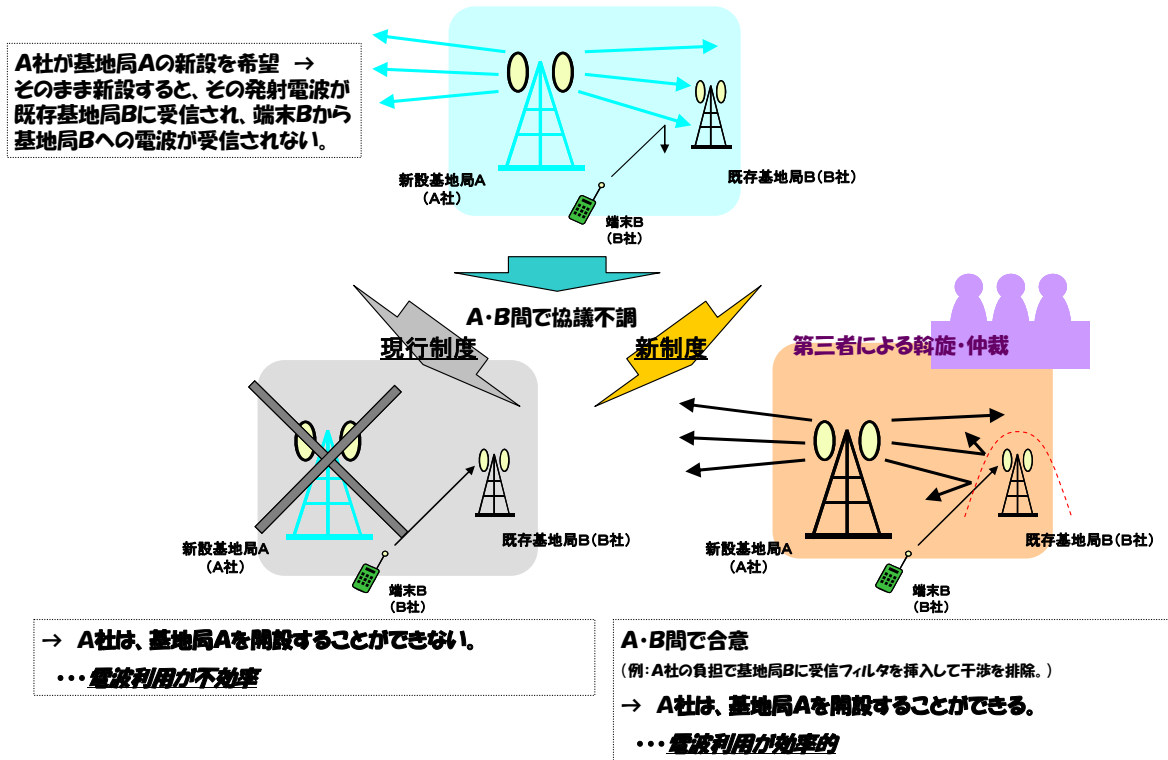 A社が基地局Aの新設を希望 →
そのまま新設すると、その発射電波が
既存基地局Bに受信され、端末Bから
基地局Bへの電波が受信されない。
新設基地局A
（A社）
既存基地局B（B社）
端末B
（B社）
A・B間で協議不調
現行制度
新制度
第三者による斡旋・仲裁
新設基地局A
（A社）
既存基地局B（B社）
端末B
（B社）
新設基地局A
（A社）
既存基地局B（B社）
端末B
（B社）
→ A社は、基地局Aを開設することができない。
・・・電波利用が不効率
A・B間で合意
（例：A社の負担で基地局Bに受信フィルタを挿入して干渉を排除。）
→ A社は、基地局Aを開設することができる。
・・・電波利用が効率的